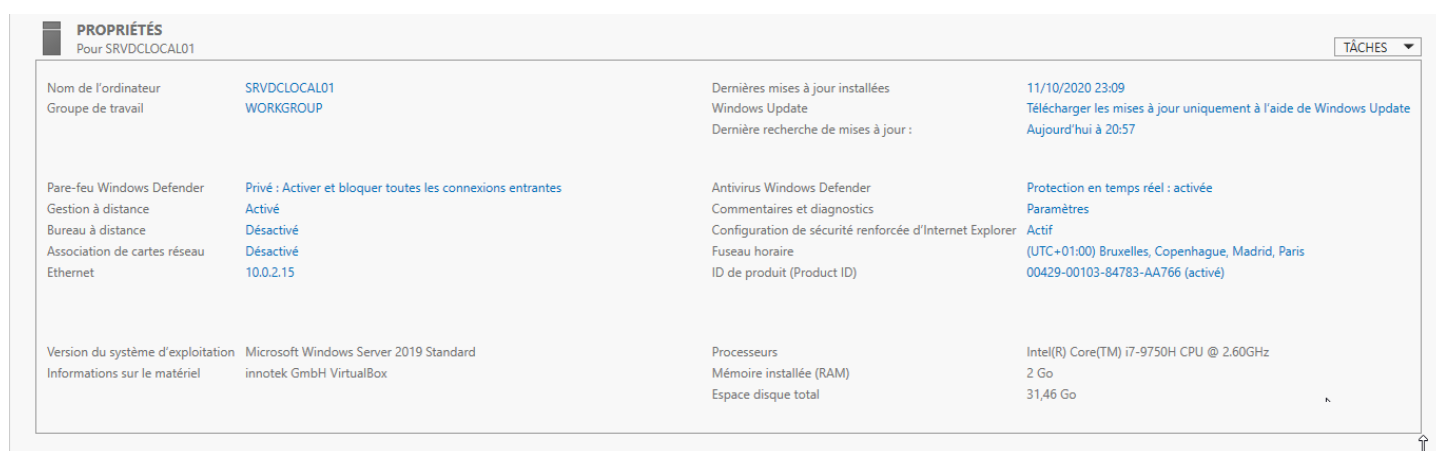 PROPRIÉTÉS
Pour SRVDCLOCAL01
TÂCHES
Nom de l'ordinateur SRVDCLOCAL01
Groupe de travail WORKGROUP
Dernières mises à jour installées 11/10/2020 23:09
Windows Update Télécharger les mises à jour uniquement à l'aide de Windows Update
Dernière recherche de mises à jour : Aujourd'hui à 20:57
Pare-feu Windows Defender Privé : Activer et bloquer toutes les connexions entrantes
Gestion à distance Activé
Bureau à distance Désactivé
Association de cartes réseau Désactivé
Ethernet 10.0.2.15
Antivirus Windows Defender Protection en temps réel : activée
Commentaires et diagnostics Paramètres
Configuration de sécurité renforcée d'Internet Explorer Actif
Fuseau horaire (UTC+01:00) Bruxelles, Copenhague, Madrid, Paris
ID de produit (Product ID) 00429-00103-84783-AA766 (activé)
Version du système d'exploitation Microsoft Windows Server 2019 Standard
Informations sur le matériel innotek GmbH VirtualBox
Processeurs Intel(R) Core(TM) i7-9750H CPU @ 2.60GHz
Mémoire installée (RAM) 2 Go
Espace disque total 31,46 Go